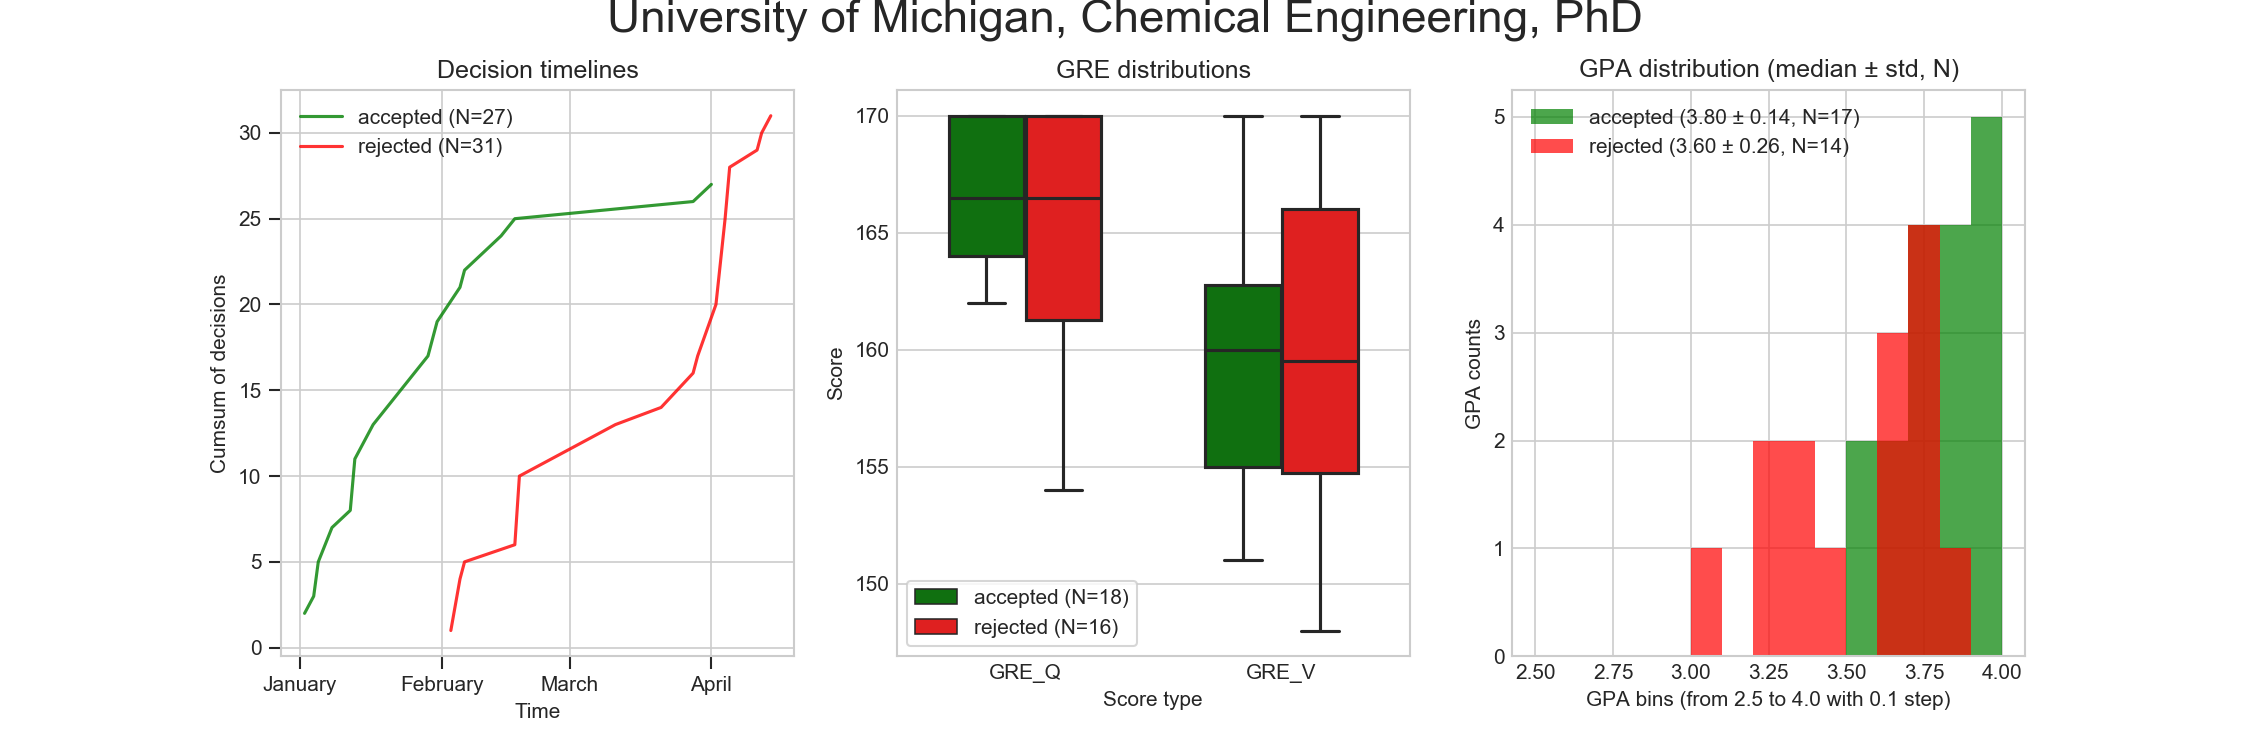 University of Michigan, Chemical Engineering, PhD
Decision timelines
accepted (N=27)
rejected (N=31)
30
25
20
15
10
5
0
Cumsum of decisions
January February March April
Time
GRE distributions
170
165
160
155
150
Score
accepted (N=18)
rejected (N=16)
GRE_Q GRE_V
Score type
GPA distribution (median ± std, N)
accepted (3.80 ± 0.14, N=17)
rejected (3.60 ± 0.26, N=14)
5
4
3
2
1
0
GPA counts
2.50 2.75 3.00 3.25 3.50 3.75 4.00
GPA bins (from 2.5 to 4.0 with 0.1 step)